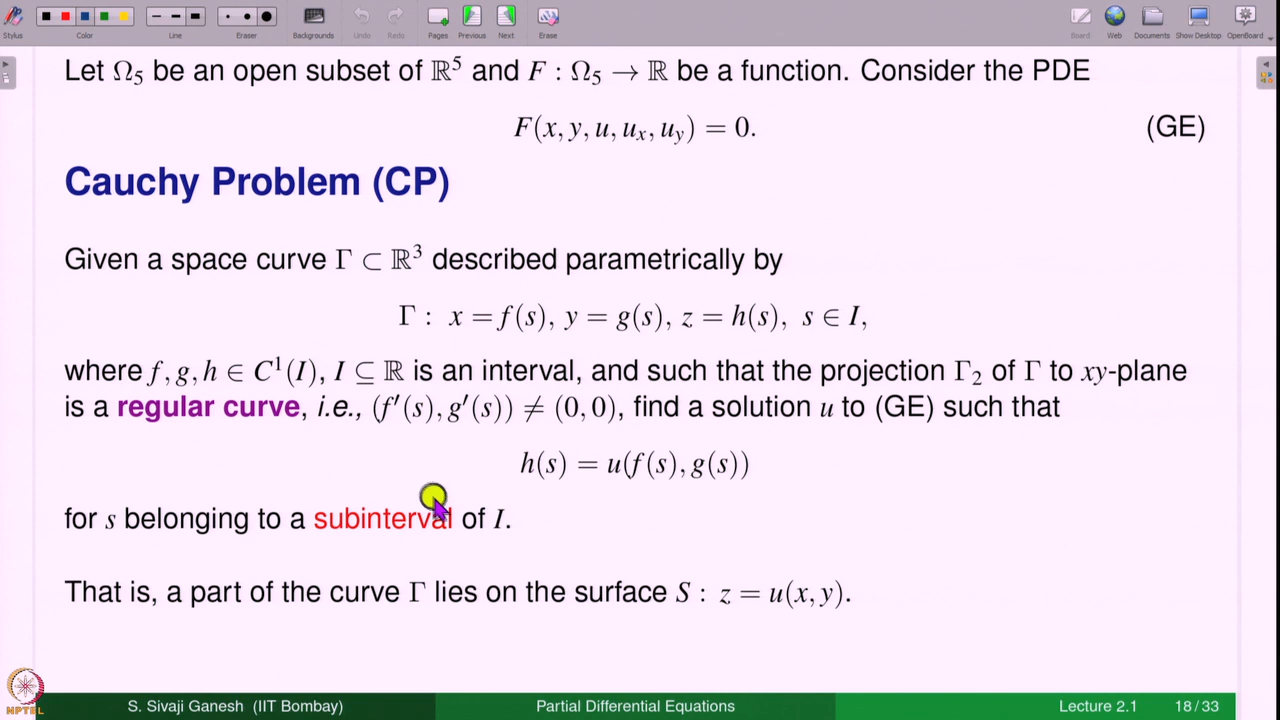 Stylus Color Line Eraser Backgrounds Undo Redo Pages Previous Next Erase Board Web Documents Show Desktop OpenBoard
Let Ω₅ be an open subset of ℝ⁵ and F : Ω₅ → ℝ be a function. Consider the PDE
F(x, y, u, uₓ, u_y) = 0. (GE)
Cauchy Problem (CP)
Given a space curve Γ ⊂ ℝ³ described parametrically by
Γ : x = f(s), y = g(s), z = h(s), s ∈ I,
where f, g, h ∈ C¹(I), I ⊆ ℝ is an interval, and such that the projection Γ₂ of Γ to xy-plane
is a regular curve, i.e., (f′(s), g′(s)) ≠ (0, 0), find a solution u to (GE) such that
h(s) = u(f(s), g(s))
for s belonging to a subinterval of I.
That is, a part of the curve Γ lies on the surface S : z = u(x, y).
NPTEL
S. Sivaji Ganesh (IIT Bombay) Partial Differential Equations Lecture 2.1 18/33